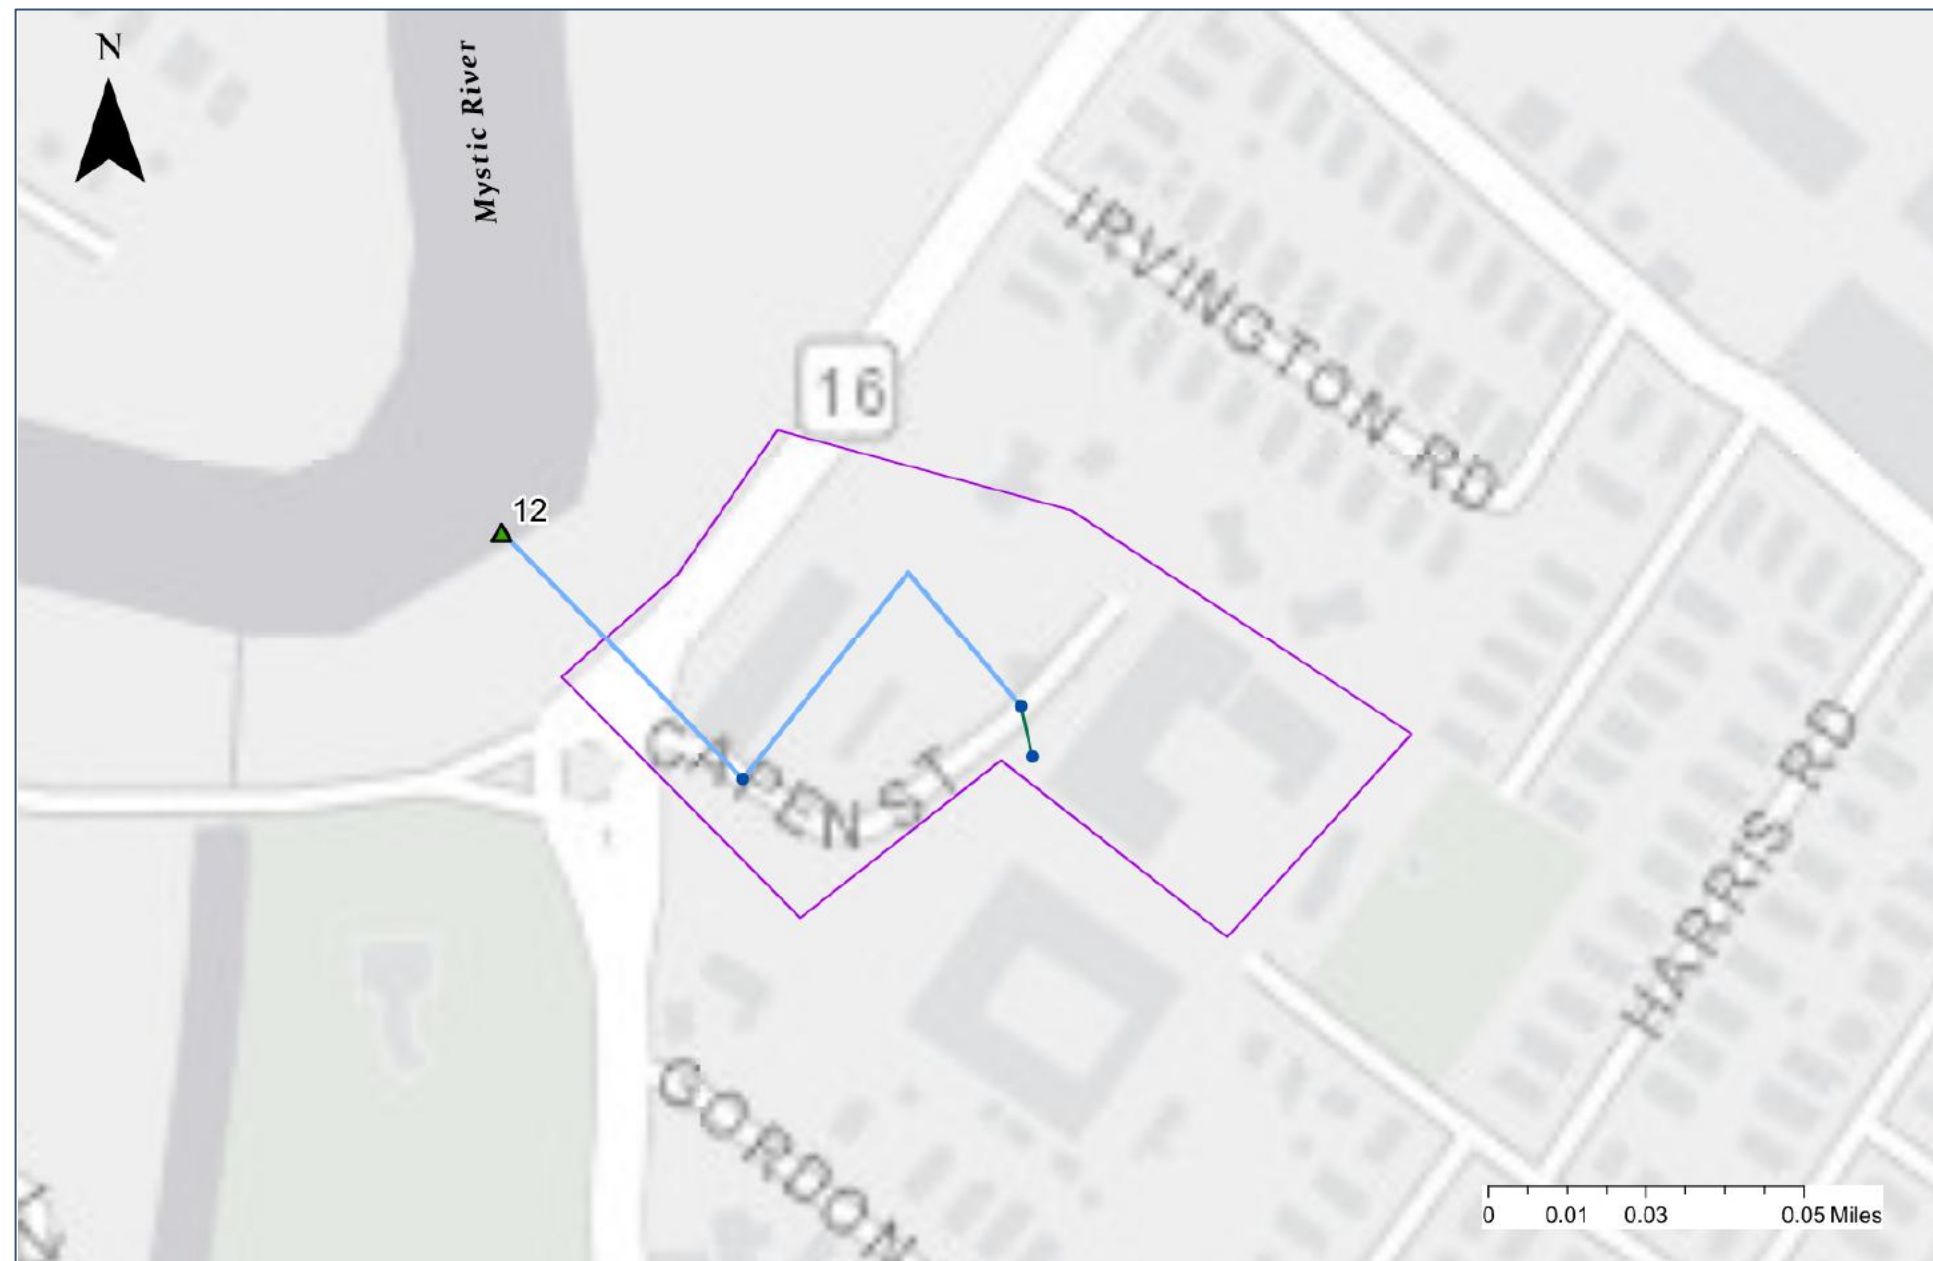 N
Mystic River
IRVINGTON RD
16
12
CAPEN ST
HARRIS RD
GORDON
0 0.01 0.03 0.05 Miles